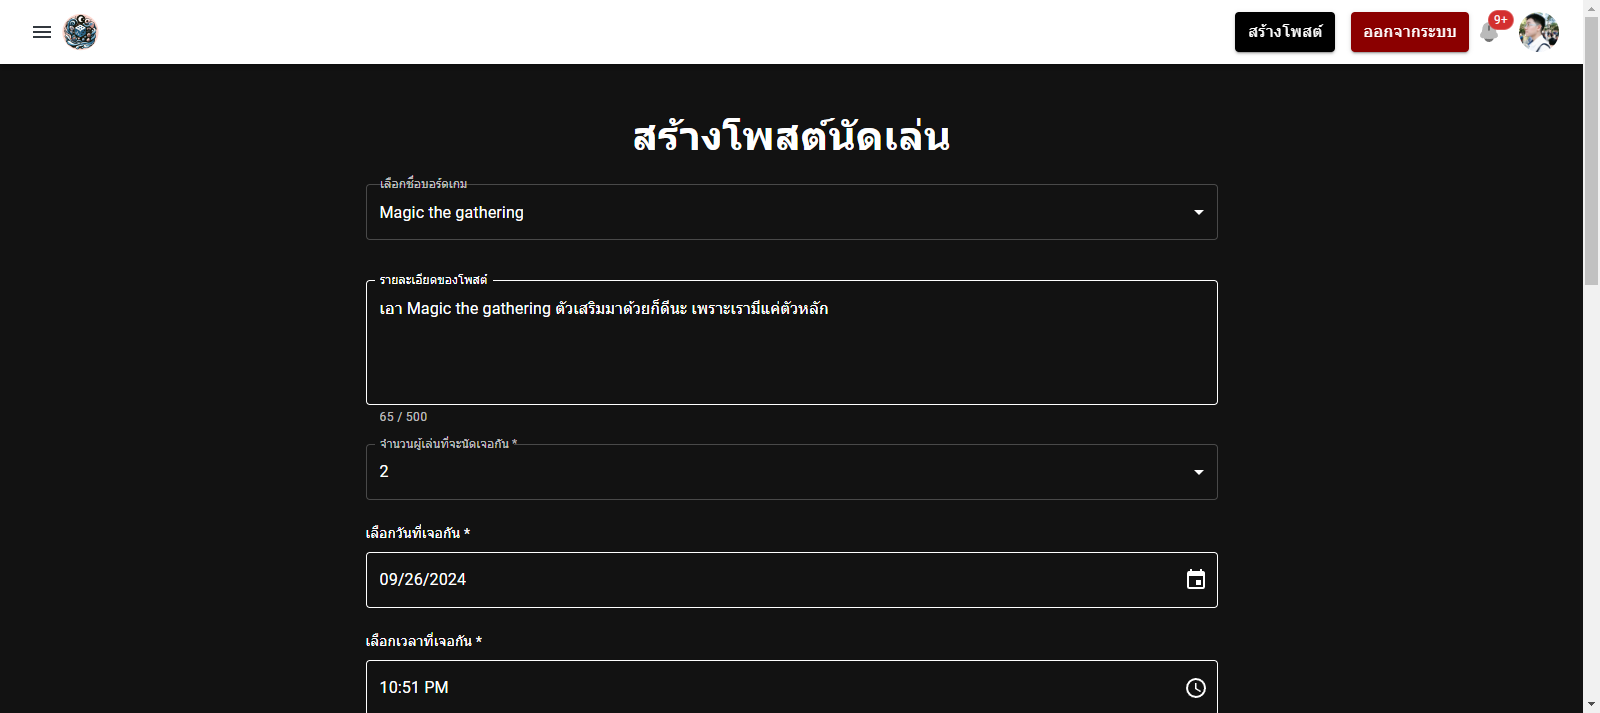 สร้างโพสต์
ออกจากระบบ
9+
สร้างโพสต์นัดเล่น
เลือกชื่อบอร์ดเกม
Magic the gathering
รายละเอียดของโพสต์
เอา Magic the gathering ตัวเสริมมาด้วยก็ดีนะ เพราะเรามีแค่ตัวหลัก
65 / 500
จำนวนผู้เล่นที่จะนัดเจอกัน *
2
เลือกวันที่เจอกัน *
09/26/2024
เลือกเวลาที่เจอกัน *
10:51 PM